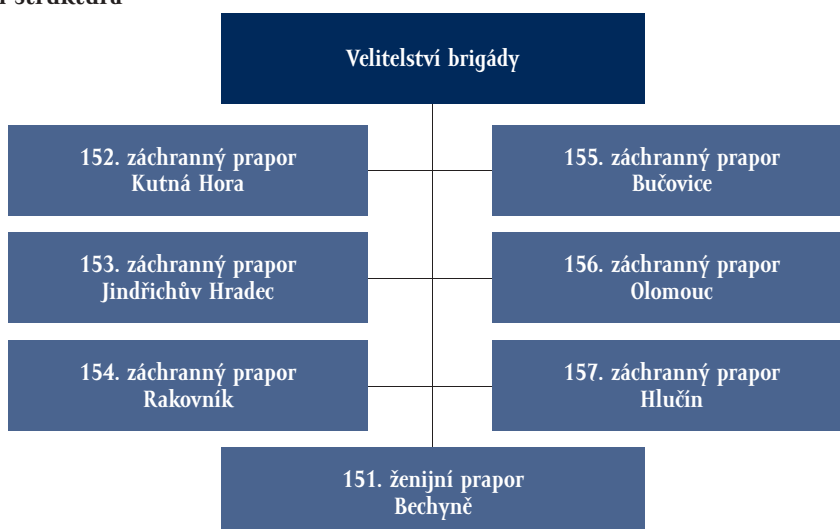 struktura
Velitelství brigády
152. záchranný prapor
Kutná Hora
155. záchranný prapor
Bučovice
153. záchranný prapor
Jindřichův Hradec
156. záchranný prapor
Olomouc
154. záchranný prapor
Rakovník
157. záchranný prapor
Hlučín
151. ženijní prapor
Bechyně